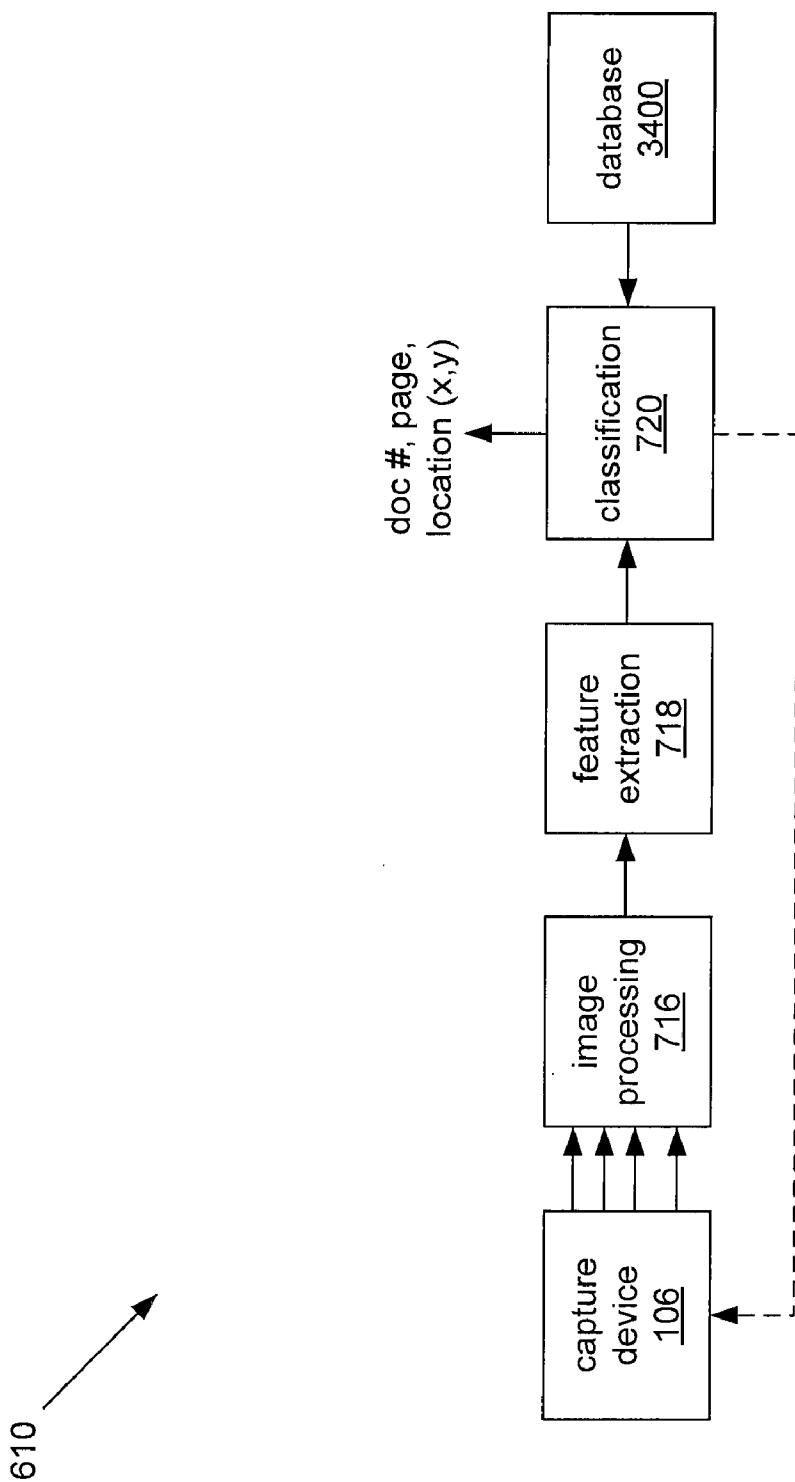 610
capture
device
106
image
processing
716
feature
extraction
718
doc #, page,
location (x,y)
classification
720
database
3400